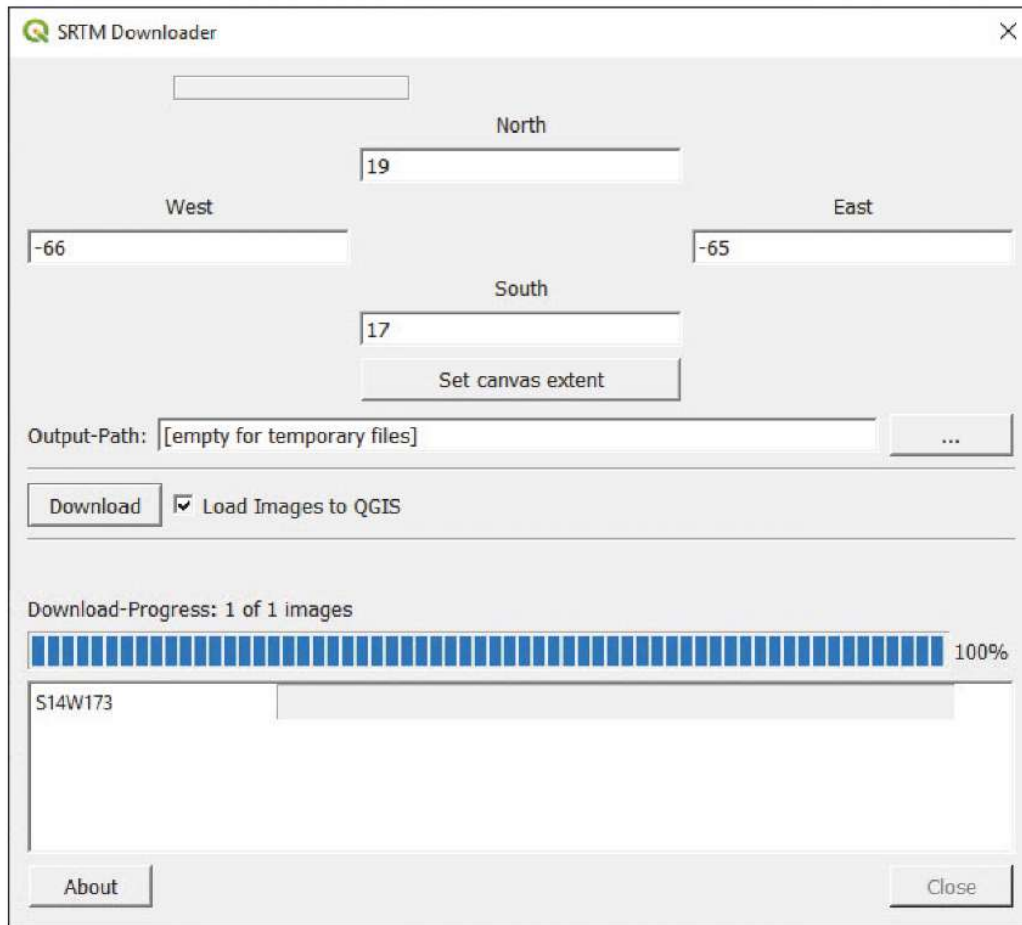 SRTM Downloader
North
19
West
East
-66
-65
South
17
Set canvas extent
Output-Path: [empty for temporary files] ...
Download Load Images to QGIS
Download-Progress: 1 of 1 images
100%
S14W173
About
Close